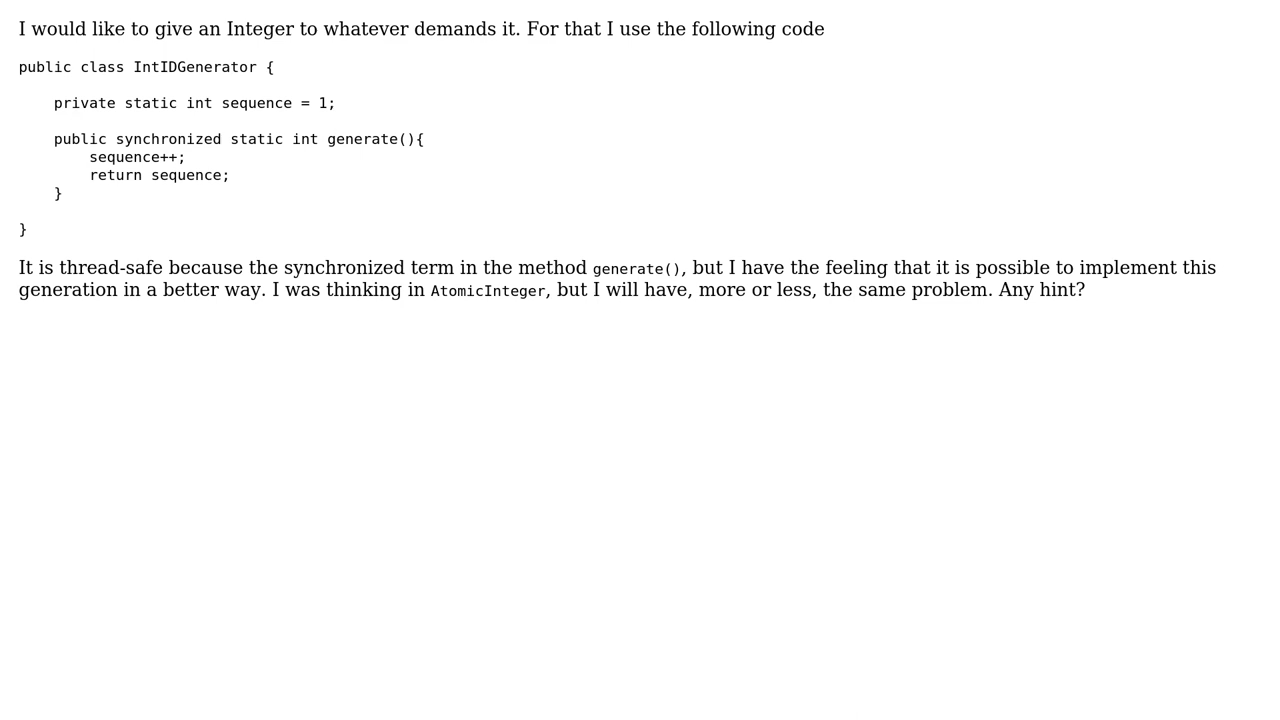 I would like to give an Integer to whatever demands it. For that I use the following code
public class IntIDGenerator {
    private static int sequence = 1;
    public synchronized static int generate(){
        sequence++;
        return sequence;
    }
}
It is thread-safe because the synchronized term in the method generate(), but I have the feeling that it is possible to implement this
generation in a better way. I was thinking in AtomicInteger, but I will have, more or less, the same problem. Any hint?